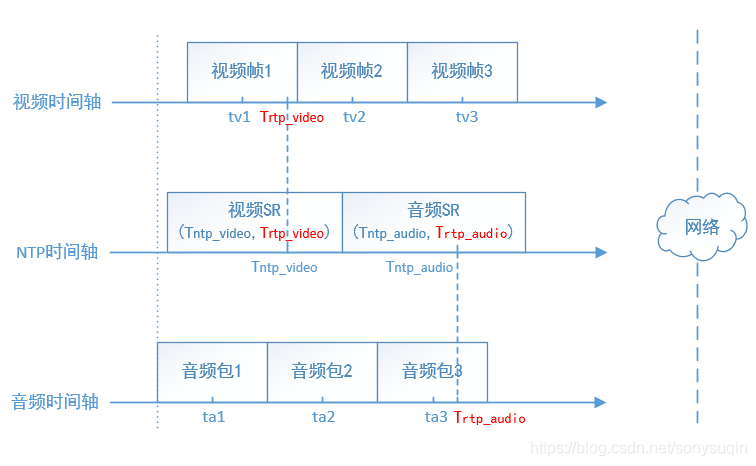 视频帧1 视频帧2 视频帧3
视频时间轴
tv1 Trtp_video tv2 tv3
视频SR 音频SR
(Tntp_video, Trtp_video) (Tntp_audio, Trtp_audio)
网络
NTP时间轴
Tntp_video Tntp_audio
音频包1 音频包2 音频包3
音频时间轴
ta1 ta2 ta3 Trtp_audio
https://blog.csdn.net/sonysuqin